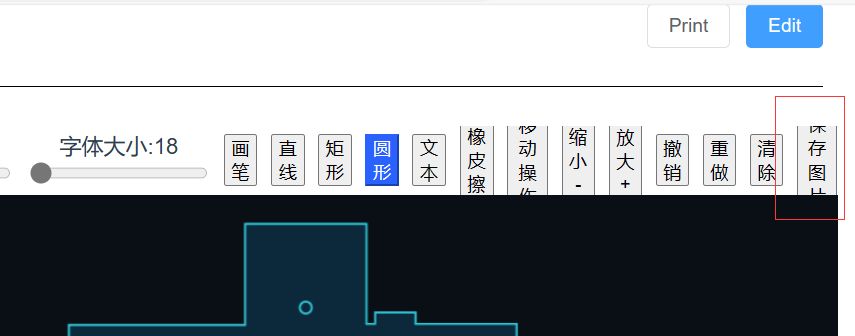 Print
Edit
字体大小:18
画笔
直线
矩形
圆形
文本
橡皮擦
移动操作
缩小-
放大+
撤销
重做
清除
保存图片